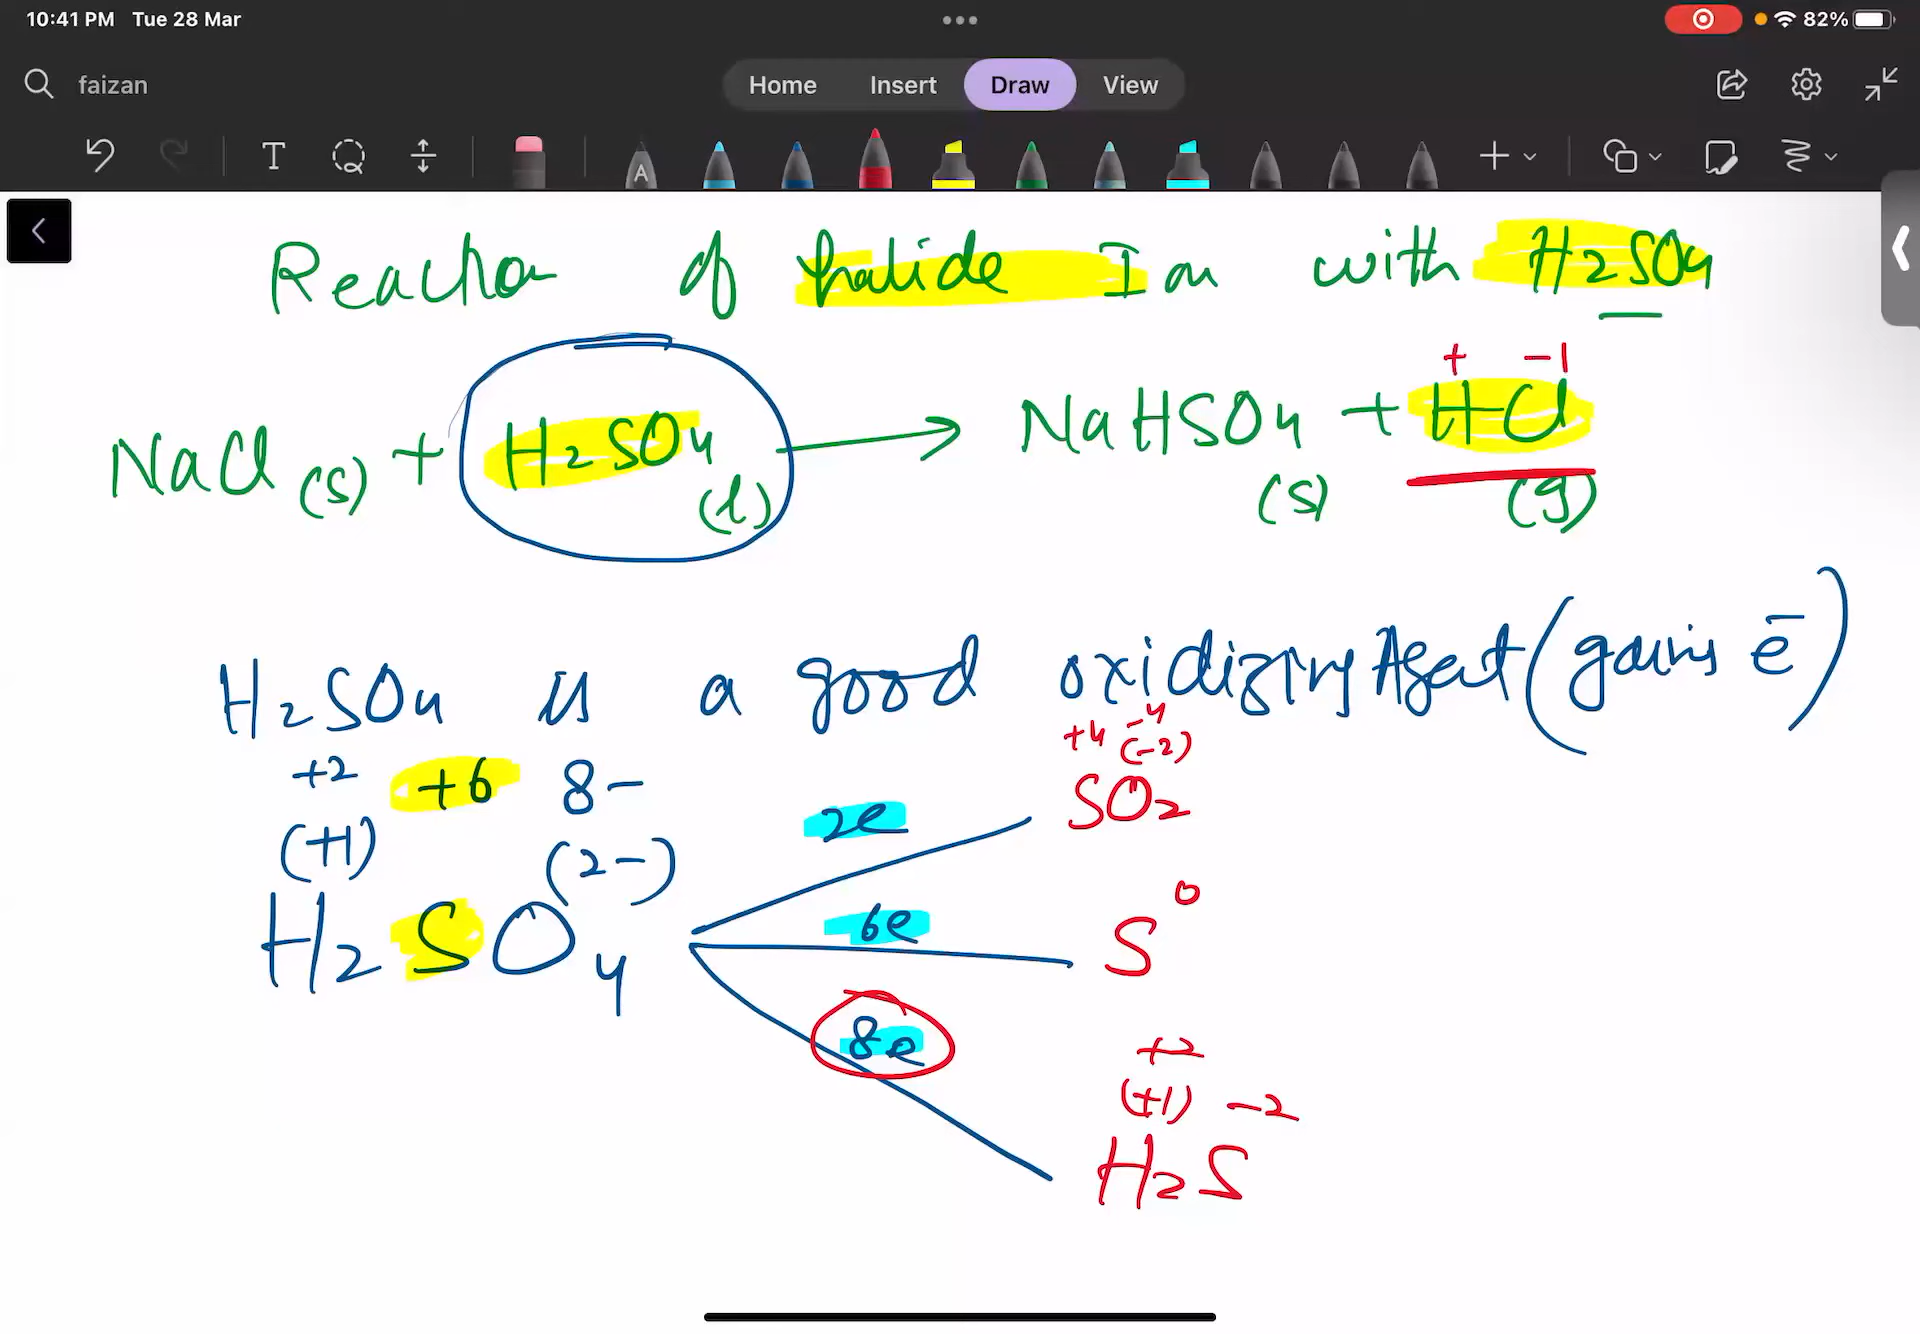 10:41 PM Tue 28 Mar
82%
faizan
Home Insert Draw View
T
A
Reaction of halide Ion with H2SO4
+ -1
NaCl (s) + H2SO4 (l) → NaHSO4 (s) + HCl (g)
H2SO4 is a good oxidizing Agent (gains e̅)
+2 +6 8-
(+1) (2-)
H2SO4
2e
+4 -4 (-2)
SO2
6e
S 0
8e
+2
(+1) -2
H2S